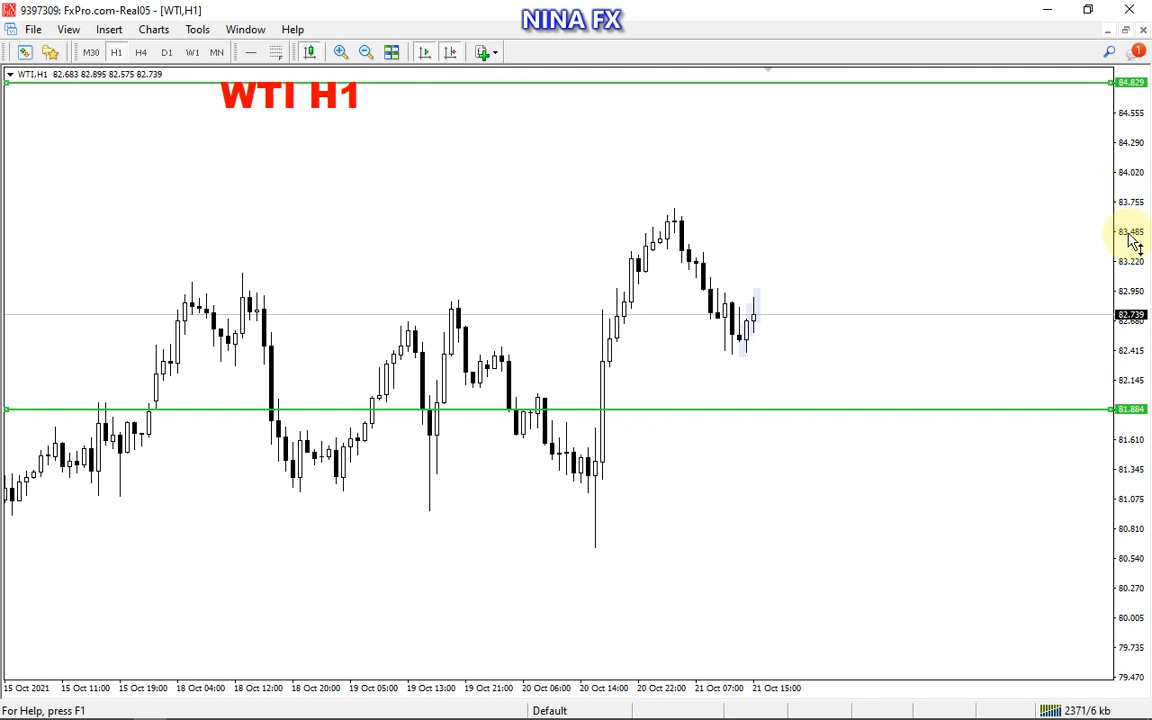 NINA FX
9397309: FxPro.com-Real05 - [WTI,H1]
File View Insert Charts Tools Window Help
M30 H1 H4 D1 W1 MN
1
WTI,H1 82.683 82.895 82.575 82.739
WTI H1
84.829
84.555
84.290
84.020
83.755
83.485
83.220
82.950
82.739
82.680
82.415
82.145
81.884
81.610
81.345
81.075
80.810
80.540
80.270
80.005
79.735
79.470
15 Oct 2021 15 Oct 11:00 15 Oct 19:00 18 Oct 04:00 18 Oct 12:00 18 Oct 20:00 19 Oct 05:00 19 Oct 13:00 19 Oct 21:00 20 Oct 06:00 20 Oct 14:00 20 Oct 22:00 21 Oct 07:00 21 Oct 15:00
For Help, press F1 Default 2371/6 kb